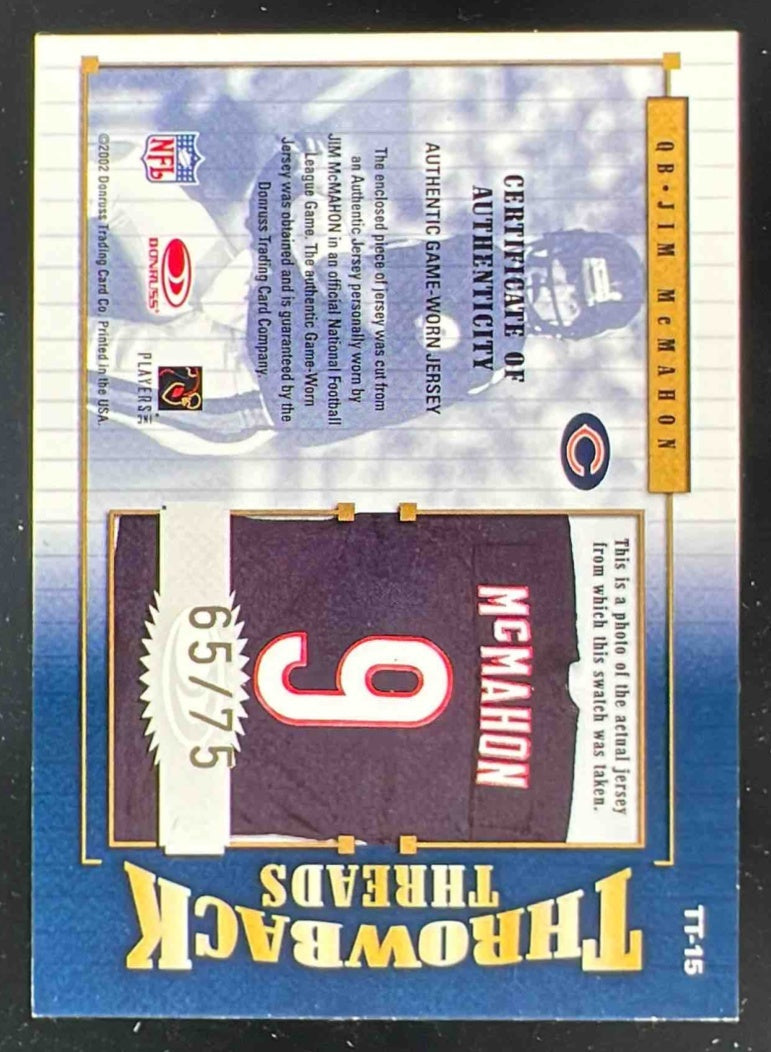 QB•JIM McMAHON
CERTIFICATE OF
AUTHENTICITY
AUTHENTIC GAME-WORN JERSEY
The enclosed piece of jersey was cut from
an Authentic Jersey personally worn by
JIM McMAHON in an official National Football
League Game. The authentic Game-Worn
Jersey was obtained and is guaranteed by the
Donruss Trading Card Company.
NFL
DONRUSS
PLAYERS INC
©2002 Donruss Trading Card Co. Printed in the USA.
C
This is a photo of the actual jersey
from which this swatch was taken.
MCMAHON
9
65/75
TT-15
THROWBACK
THREADS